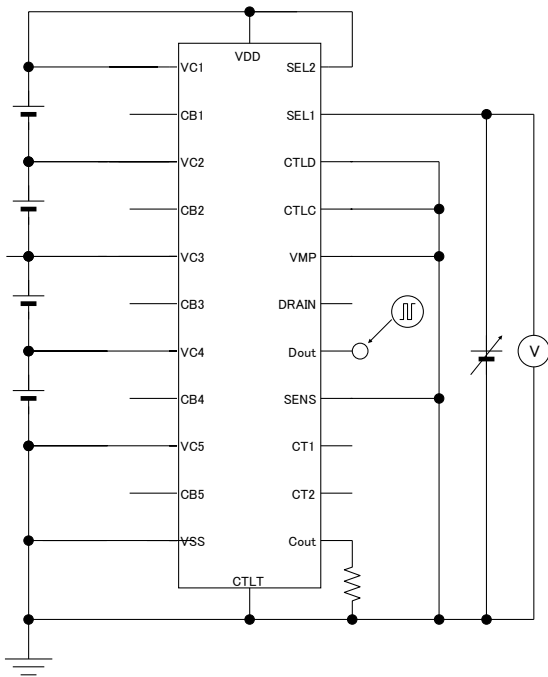 VDD
VC1
SEL2
CB1
SEL1
VC2
CTLD
CB2
CTLC
VC3
VMP
CB3
DRAIN
VC4
Dout
CB4
SENS
VC5
CT1
CB5
CT2
VSS
Cout
CTLT
V